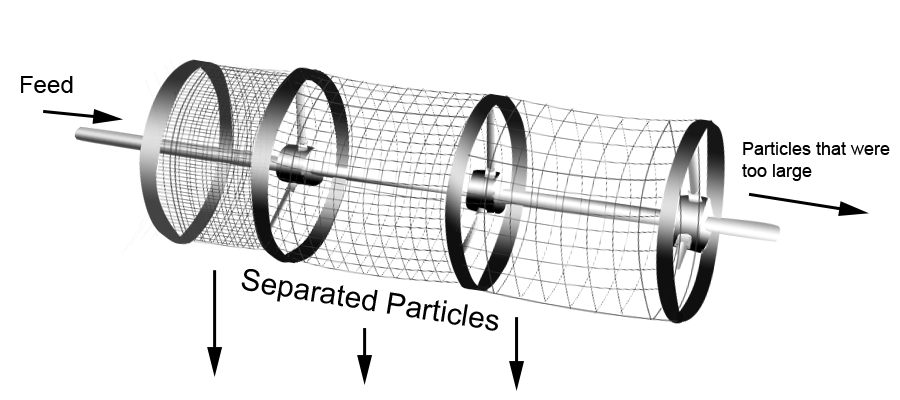 Feed
Particles that were
too large
Separated Particles